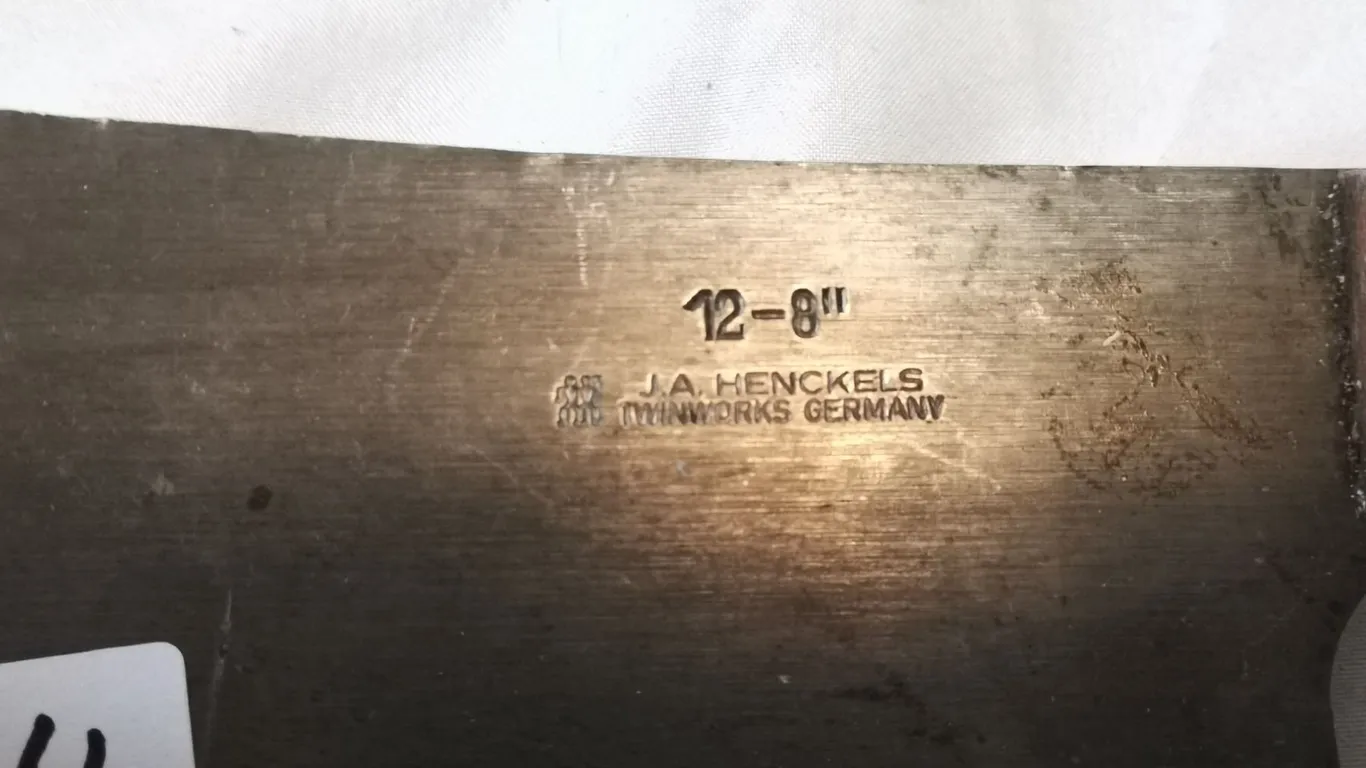 12-8"
J.A. HENCKELS
TWINWORKS GERMANY